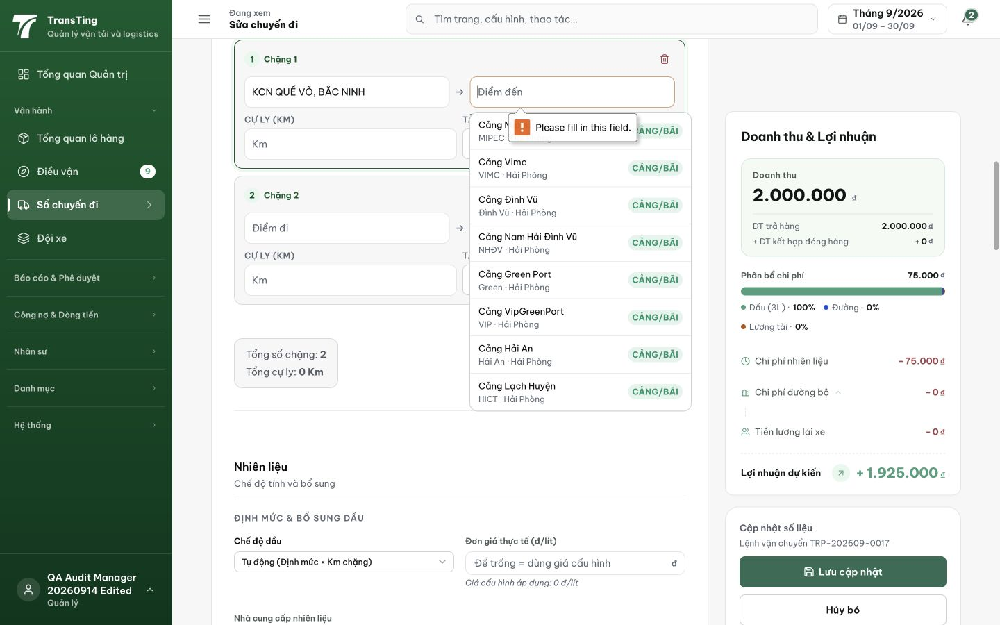 TransTing
Quản lý vận tải và logistics
Tổng quan Quản trị
Vận hành
Tổng quan lô hàng
Điều vận
9
Sổ chuyến đi
Đội xe
Báo cáo & Phê duyệt
Công nợ & Dòng tiền
Nhân sự
Danh mục
Hệ thống
QA Audit Manager
20260914 Edited
Quản lý
Đang xem
Sửa chuyến đi
Tìm trang, cấu hình, thao tác...
Tháng 9/2026
01/09 – 30/09
2
1 Chặng 1
KCN QUẾ VÕ, BẮC NINH → Điểm đến
CỰ LY (KM)
Km
Please fill in this field.
2 Chặng 2
Điểm đi →
CỰ LY (KM)
Km
MIPEC
CẢNG/BÃI
Cảng Vimc
VIMC · Hải Phòng
CẢNG/BÃI
Cảng Đình Vũ
Đình Vũ · Hải Phòng
CẢNG/BÃI
Cảng Nam Hải Đình Vũ
NHĐV · Hải Phòng
CẢNG/BÃI
Cảng Green Port
Green · Hải Phòng
CẢNG/BÃI
Cảng VipGreenPort
VIP · Hải Phòng
CẢNG/BÃI
Cảng Hải An
Hải An · Hải Phòng
CẢNG/BÃI
Cảng Lạch Huyện
HICT · Hải Phòng
CẢNG/BÃI
Tổng số chặng: 2
Tổng cự ly: 0 Km
Nhiên liệu
Chế độ tính và bổ sung
ĐỊNH MỨC & BỔ SUNG DẦU
Chế độ dầu
Tự động (Định mức × Km chặng)
Đơn giá thực tế (đ/lít)
Để trống = dùng giá cấu hình đ
Giá cấu hình áp dụng: 0 đ/lít
Nhà cung cấp nhiên liệu
Doanh thu & Lợi nhuận
Doanh thu
2.000.000 đ
DT trả hàng 2.000.000 đ
+ DT kết hợp đóng hàng + 0 đ
Phân bổ chi phí 75.000 đ
Dầu (3L) · 100% Đường · 0%
Lương tài · 0%
Chi phí nhiên liệu − 75.000 đ
Chi phí đường bộ − 0 đ
Tiền lương lái xe − 0 đ
Lợi nhuận dự kiến + 1.925.000 đ
Cập nhật số liệu
Lệnh vận chuyển TRP-202609-0017
Lưu cập nhật
Hủy bỏ